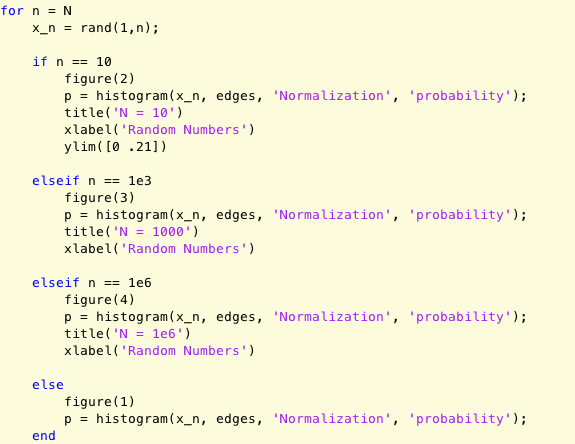 for n = N
    x_n = rand(1,n);

    if n == 10
        figure(2)
        p = histogram(x_n, edges, 'Normalization', 'probability');
        title('N = 10')
        xlabel('Random Numbers')
        ylim([0 .21])

    elseif n == 1e3
        figure(3)
        p = histogram(x_n, edges, 'Normalization', 'probability');
        title('N = 1000')
        xlabel('Random Numbers')

    elseif n == 1e6
        figure(4)
        p = histogram(x_n, edges, 'Normalization', 'probability');
        title('N = 1e6')
        xlabel('Random Numbers')

    else
        figure(1)
        p = histogram(x_n, edges, 'Normalization', 'probability');
    end